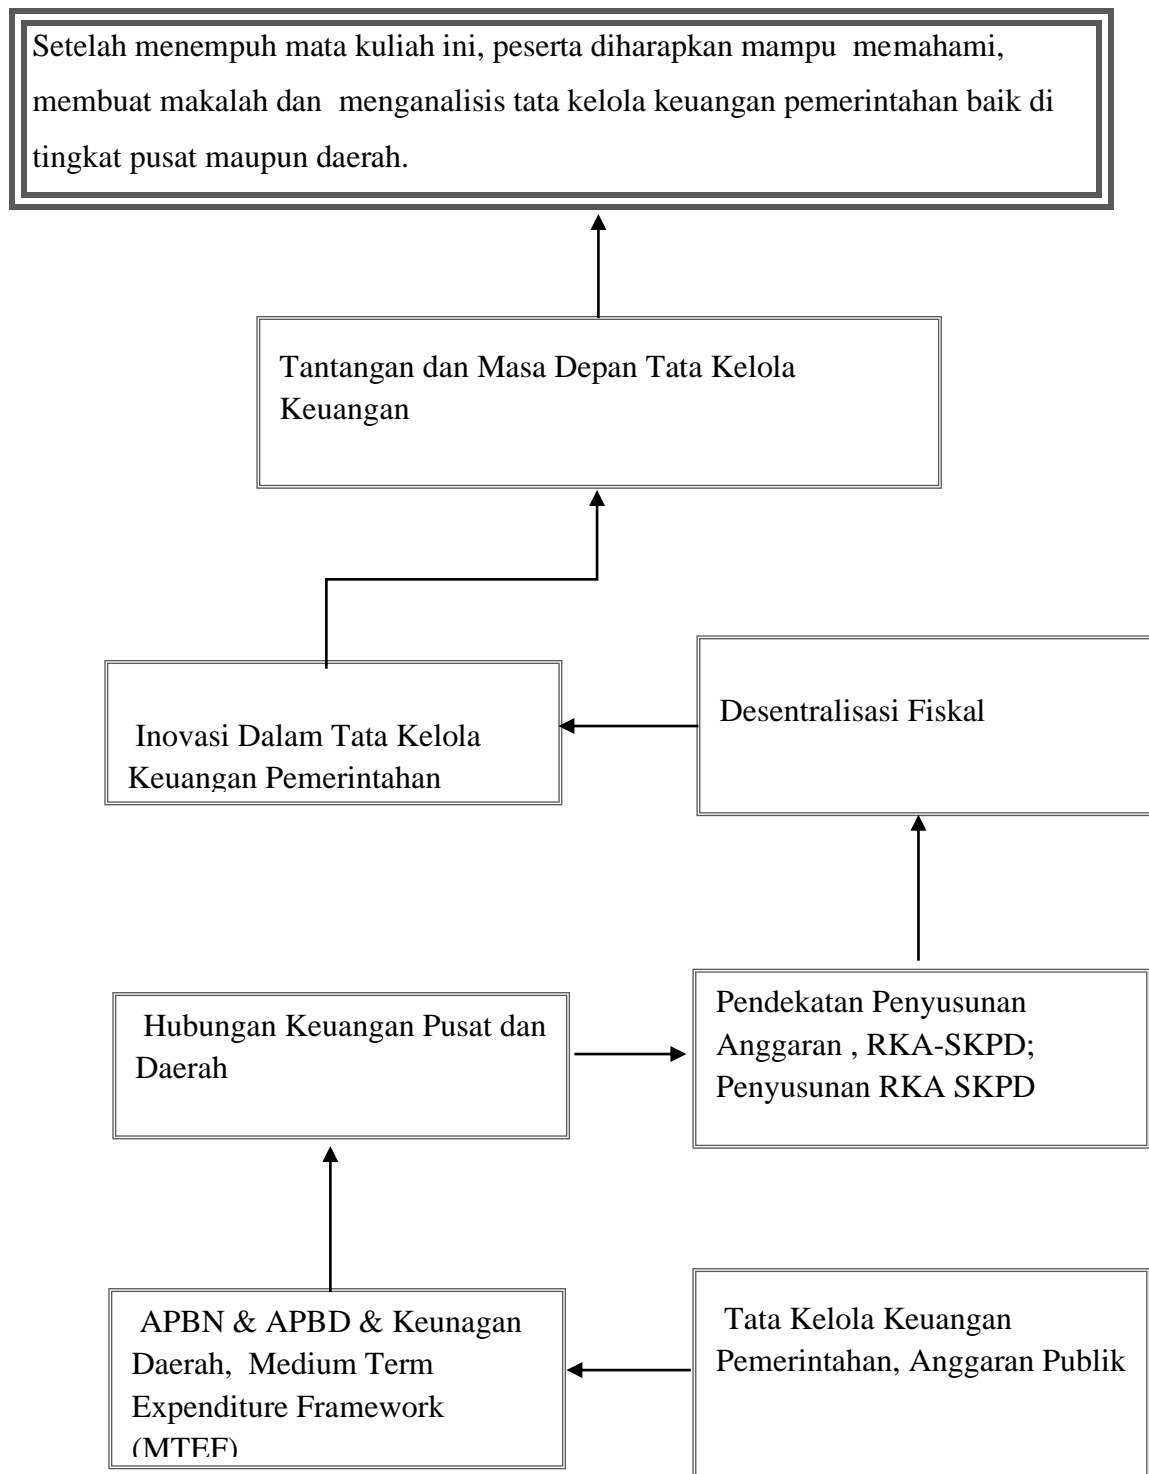 Setelah menempuh mata kuliah ini, peserta diharapkan mampu memahami,
membuat makalah dan menganalisis tata kelola keuangan pemerintahan baik di
tingkat pusat maupun daerah.
Tantangan dan Masa Depan Tata Kelola
Keuangan
Inovasi Dalam Tata Kelola
Keuangan Pemerintahan
Desentralisasi Fiskal
Hubungan Keuangan Pusat dan
Daerah
Pendekatan Penyusunan
Anggaran , RKA-SKPD;
Penyusunan RKA SKPD
APBN & APBD & Keunagan
Daerah, Medium Term
Expenditure Framework
(MTEF)
Tata Kelola Keuangan
Pemerintahan, Anggaran Publik